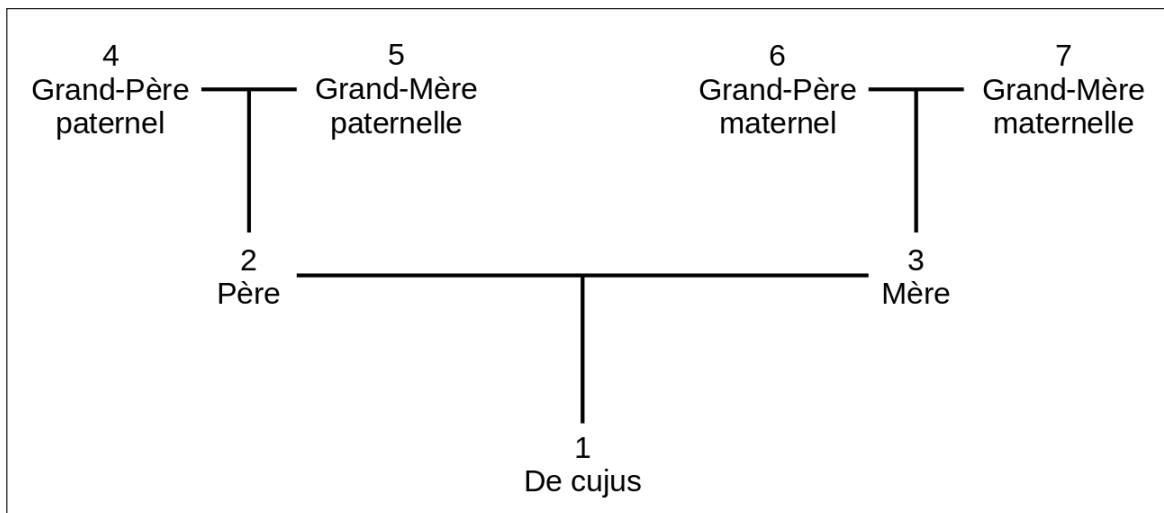 4
Grand-Père
paternel
5
Grand-Mère
paternelle
6
Grand-Père
maternel
7
Grand-Mère
maternelle
2
Père
3
Mère
1
De cujus